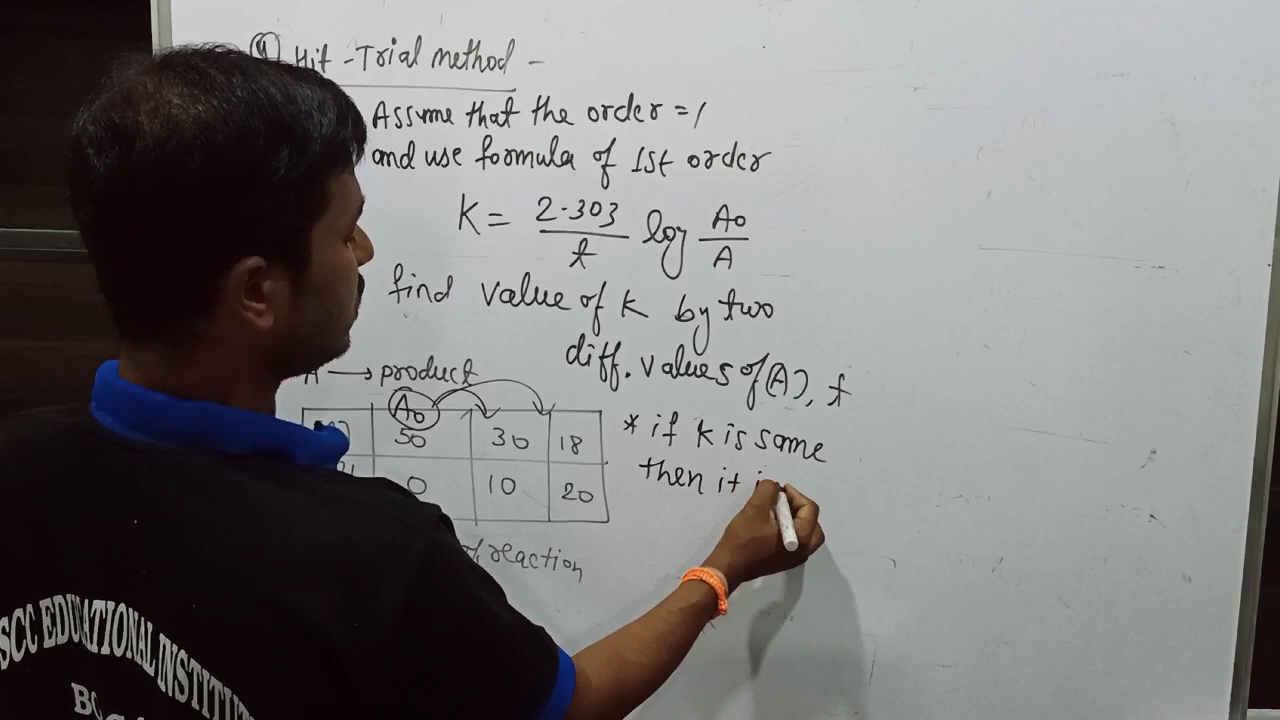 Hit - Trial method -
Assume that the order = 1
and use formula of 1st order
K = 2.303/t log A0/A
find value of K by two
diff. values of (A), t
A → product
A0
50 30 18
0 10 20
of reaction
* if K is same
then it i
SCC EDUCATIONAL INSTITUT